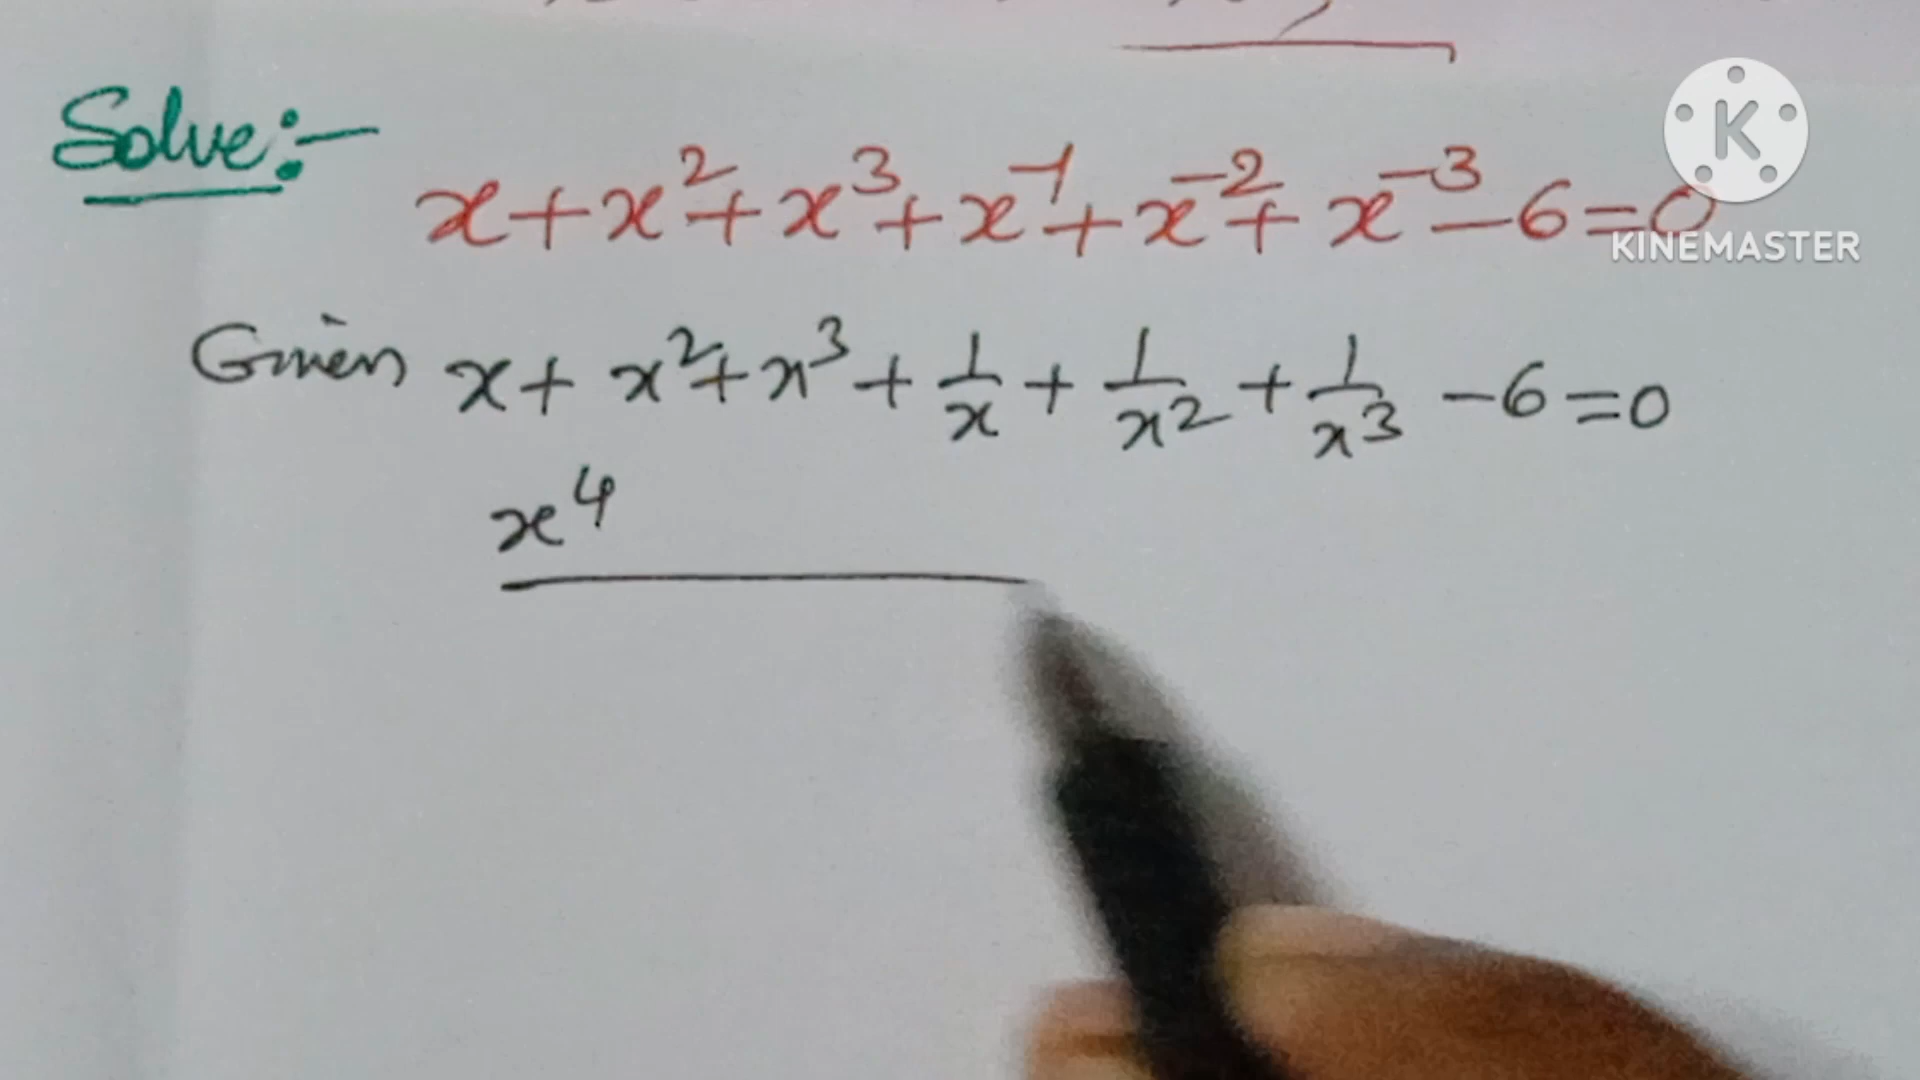 Solve:-
x+x²+x³+x⁻¹+x⁻²+x⁻³-6=0
KINEMASTER
Given x+x²+x³+1/x+1/x²+1/x³-6=0
x⁴